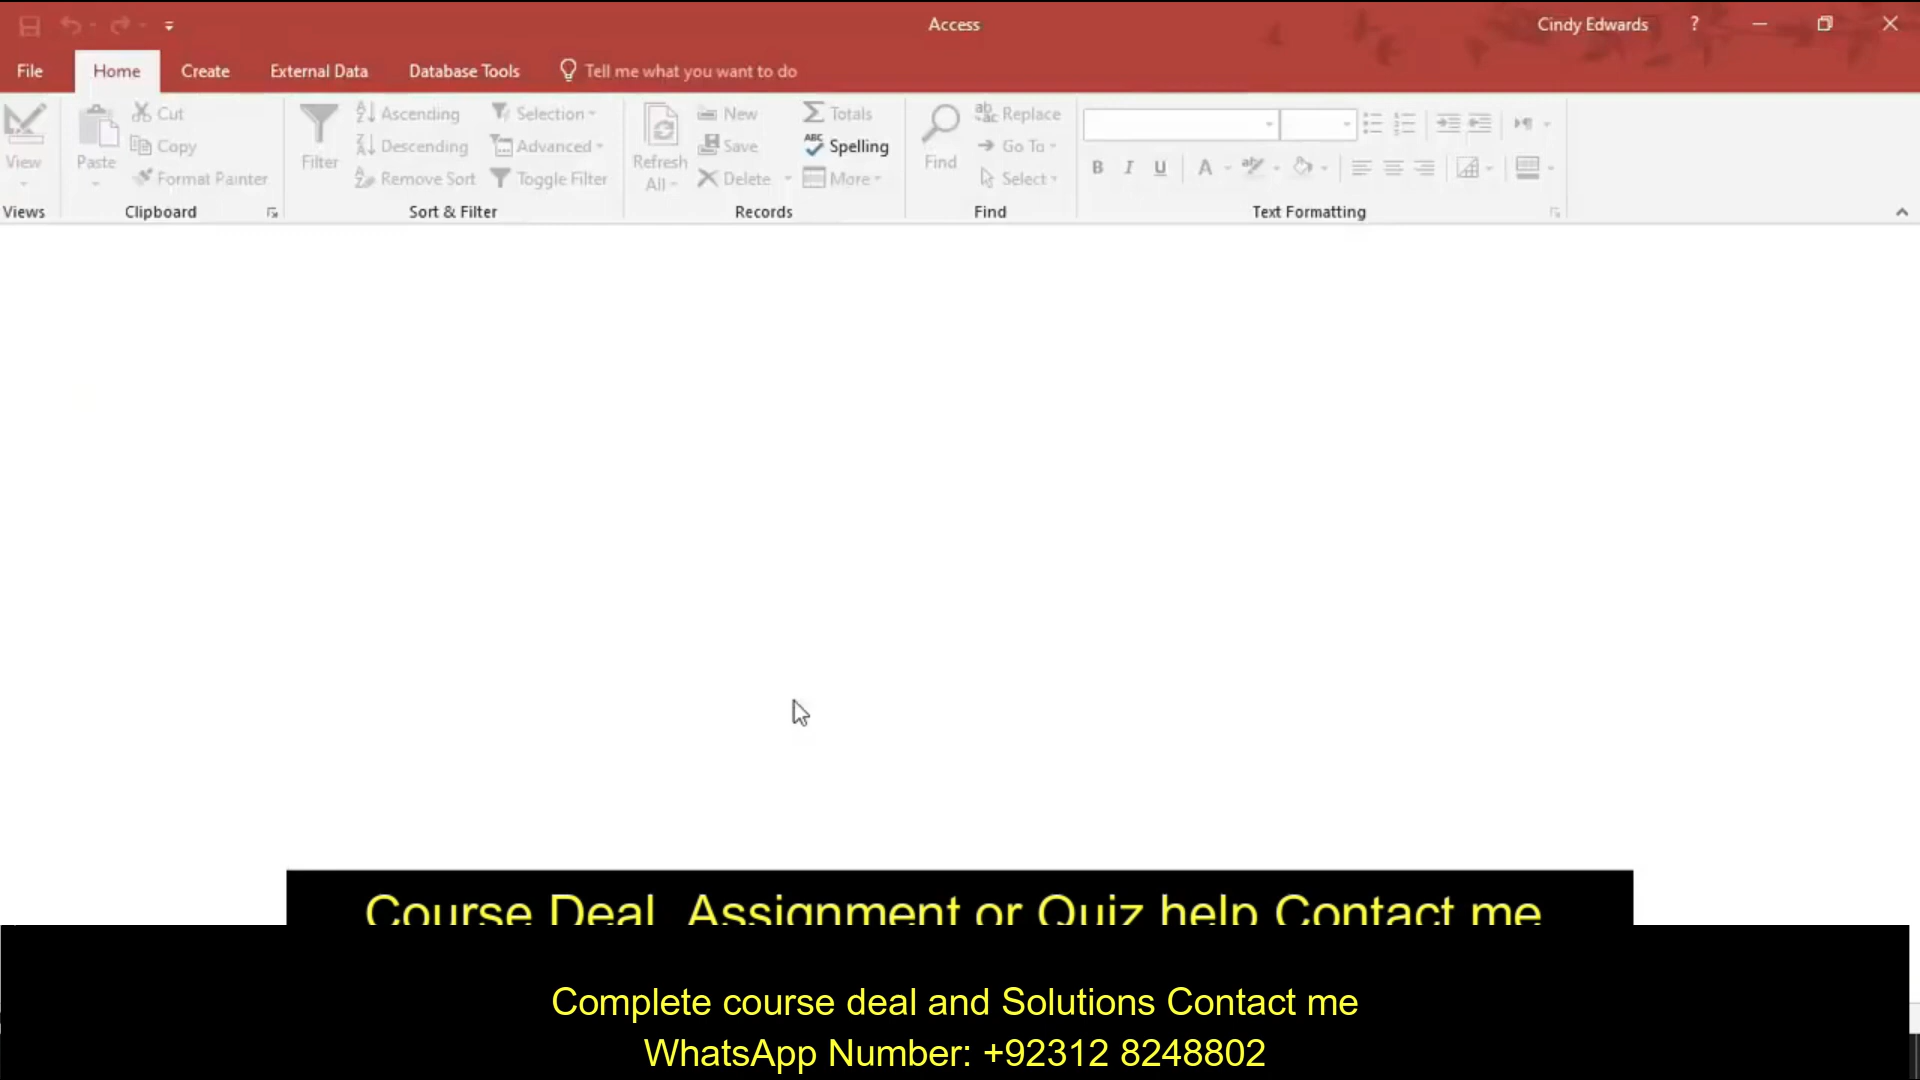 Access
Cindy Edwards
?
File
Home
Create
External Data
Database Tools
Tell me what you want to do
View
Views
Paste
Cut
Copy
Format Painter
Clipboard
Filter
Ascending
Descending
Remove Sort
Selection
Advanced
Toggle Filter
Sort & Filter
Refresh
All
New
Save
Delete
Totals
Spelling
More
Records
Find
Replace
Go To
Select
Find
B I U A
Text Formatting
Course Deal, Assignment or Quiz help Contact me
Complete course deal and Solutions Contact me
WhatsApp Number: +92312 8248802